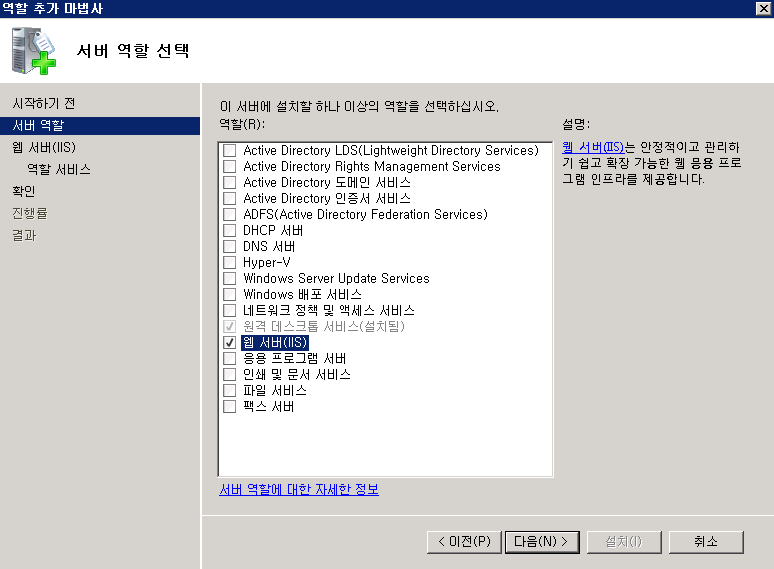 역할 추가 마법사
서버 역할 선택
시작하기 전
서버 역할
웹 서버(IIS)
역할 서비스
확인
진행률
결과
이 서버에 설치할 하나 이상의 역할을 선택하십시오.
역할(R):
Active Directory LDS(Lightweight Directory Services)
Active Directory Rights Management Services
Active Directory 도메인 서비스
Active Directory 인증서 서비스
ADFS(Active Directory Federation Services)
DHCP 서버
DNS 서버
Hyper-V
Windows Server Update Services
Windows 배포 서비스
네트워크 정책 및 액세스 서비스
원격 데스크톱 서비스(설치됨)
웹 서버(IIS)
응용 프로그램 서버
인쇄 및 문서 서비스
파일 서비스
팩스 서버
서버 역할에 대한 자세한 정보
설명:
웹 서버(IIS)는 안정적이고 관리하
기 쉽고 확장 가능한 웹 응용 프로
그램 인프라를 제공합니다.
< 이전(P)
다음(N) >
설치(I)
취소